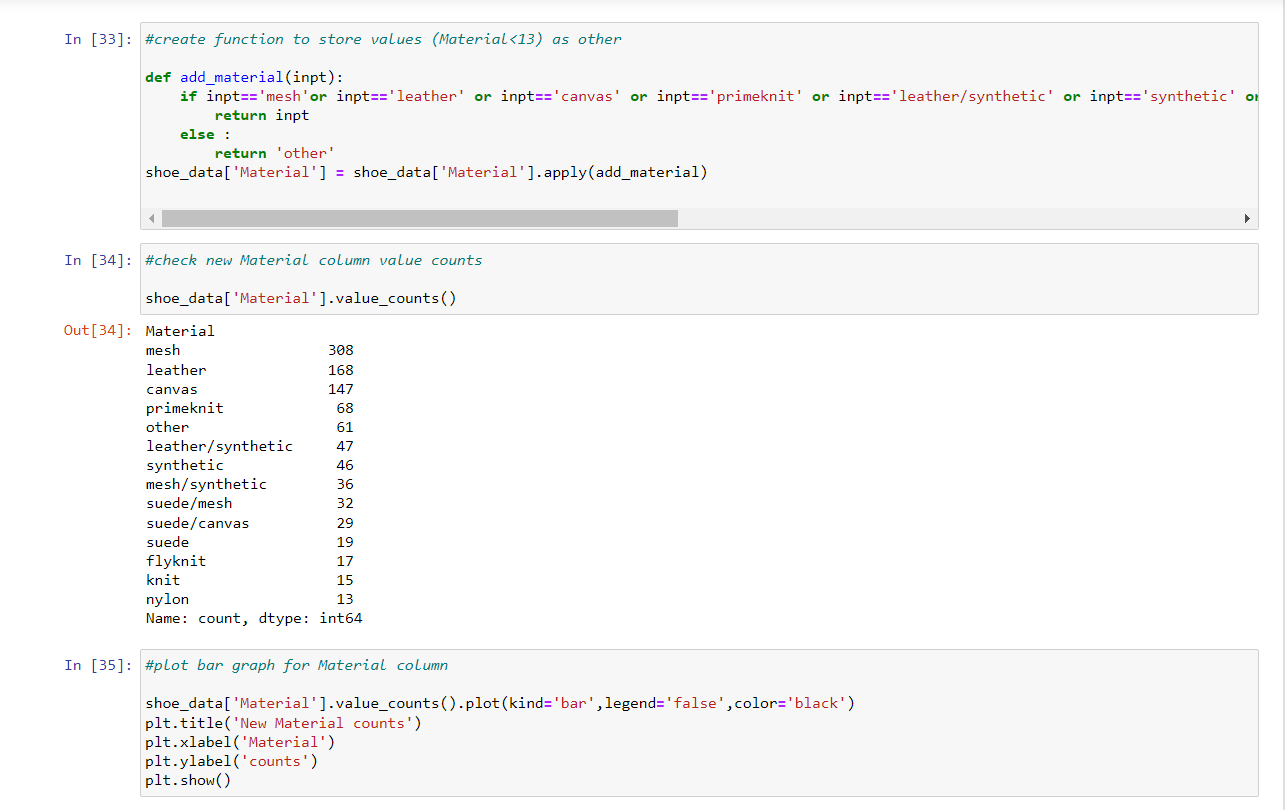 In [33]: #create function to store values (Material<13) as other
def add_material(inpt):
    if inpt=='mesh'or inpt=='leather' or inpt=='canvas' or inpt=='primeknit' or inpt=='leather/synthetic' or inpt=='synthetic' or
        return inpt
    else :
        return 'other'
shoe_data['Material'] = shoe_data['Material'].apply(add_material)
In [34]: #check new Material column value counts
shoe_data['Material'].value_counts()
Out[34]: Material
mesh 308
leather 168
canvas 147
primeknit 68
other 61
leather/synthetic 47
synthetic 46
mesh/synthetic 36
suede/mesh 32
suede/canvas 29
suede 19
flyknit 17
knit 15
nylon 13
Name: count, dtype: int64
In [35]: #plot bar graph for Material column
shoe_data['Material'].value_counts().plot(kind='bar',legend='false',color='black')
plt.title('New Material counts')
plt.xlabel('Material')
plt.ylabel('counts')
plt.show()